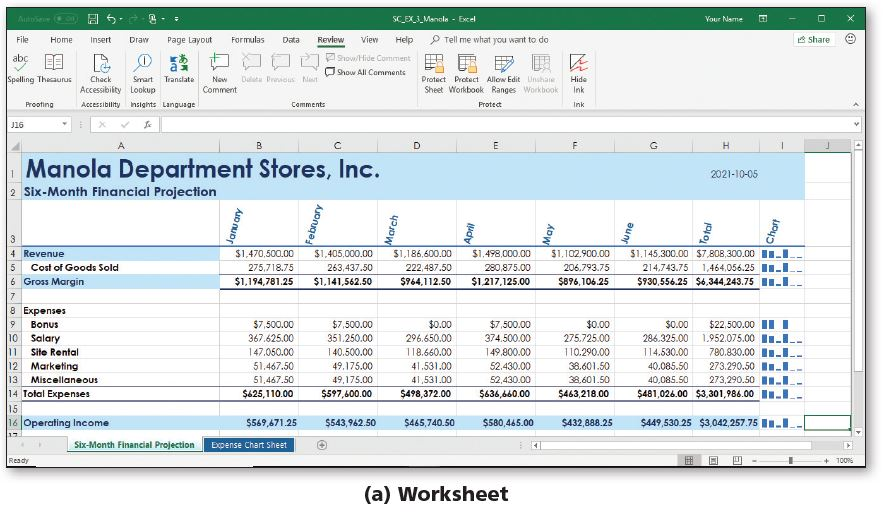 AutoSave Off SC_EX_3_Manola - Excel Your Name
File Home Insert Draw Page Layout Formulas Data Review View Help Tell me what you want to do Share
abc
Show/Hide Comment
Show All Comments
Spelling Thesaurus Check Accessibility Smart Lookup Translate New Comment Delete Previous Next Protect Sheet Protect Workbook Allow Edit Ranges Unshare Workbook Hide Ink
Proofing Accessibility Insights Language Comments Protect Ink
J16 fx
A B C D E F G H I J
1 Manola Department Stores, Inc. 2021-10-05
2 Six-Month Financial Projection
3 January February March April May June Total Chart
4 Revenue $1,470,500.00 $1,405,000.00 $1,186,600.00 $1,498,000.00 $1,102,900.00 $1,145,300.00 $7,808,300.00
5 Cost of Goods Sold 275,718.75 263,437.50 222,487.50 280,875.00 206,793.75 214,743.75 1,464,056.25
6 Gross Margin $1,194,781.25 $1,141,562.50 $964,112.50 $1,217,125.00 $896,106.25 $930,556.25 $6,344,243.75
7
8 Expenses
9 Bonus $7,500.00 $7,500.00 $0.00 $7,500.00 $0.00 $0.00 $22,500.00
10 Salary 367,625.00 351,250.00 296,650.00 374,500.00 275,725.00 286,325.00 1,952,075.00
11 Site Rental 147,050.00 140,500.00 118,660.00 149,800.00 110,290.00 114,530.00 780,830.00
12 Marketing 51,467.50 49,175.00 41,531.00 52,430.00 38,601.50 40,085.50 273,290.50
13 Miscellaneous 51,467.50 49,175.00 41,531.00 52,430.00 38,601.50 40,085.50 273,290.50
14 Total Expenses $625,110.00 $597,600.00 $498,372.00 $636,660.00 $463,218.00 $481,026.00 $3,301,986.00
15
16 Operating Income $569,671.25 $543,962.50 $465,740.50 $580,465.00 $432,888.25 $449,530.25 $3,042,257.75
17
Six-Month Financial Projection Expense Chart Sheet
Ready 100%
(a) Worksheet